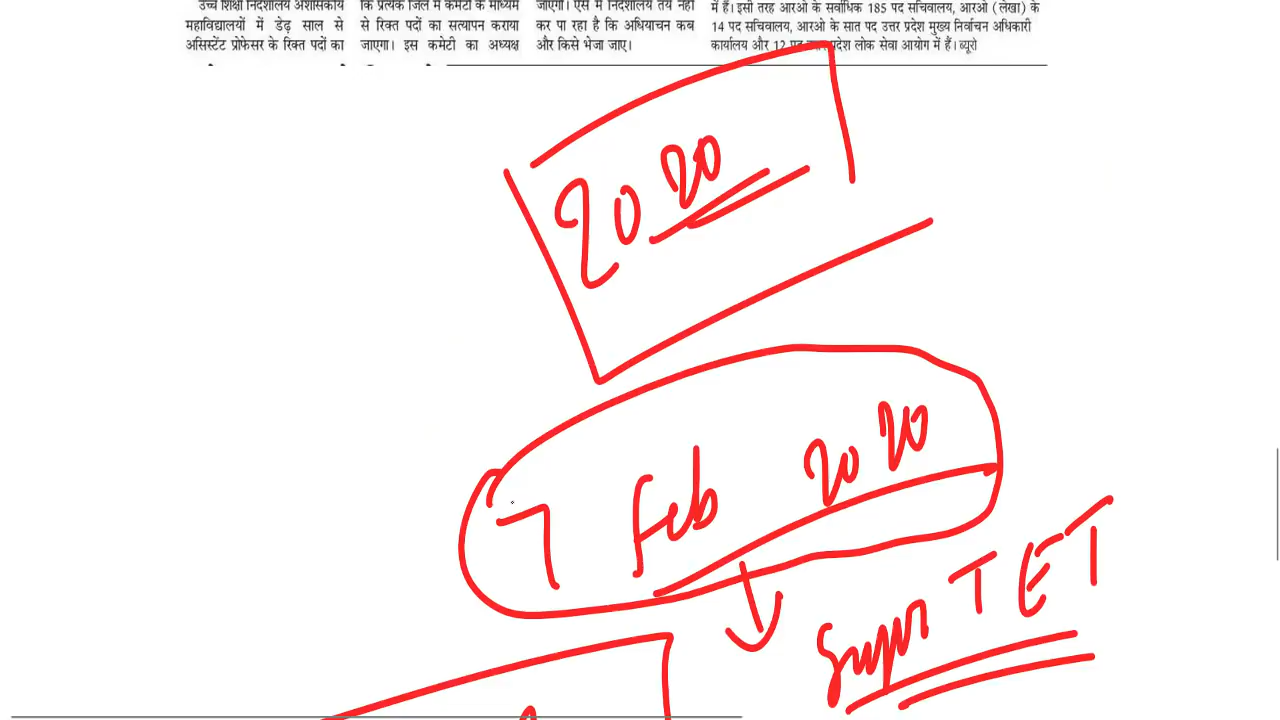 उच्च शिक्षा निदेशालय अशासकीय
महाविद्यालयों में डेढ़ साल से
असिस्टेंट प्रोफेसर के रिक्त पदों का
कि प्रत्येक जिले में कमेटी के माध्यम
से रिक्त पदों का सत्यापन कराया
जाएगा। इस कमेटी का अध्यक्ष
जाएगी। ऐसे में निदेशालय तय नहीं
कर पा रहा है कि अधियाचन कब
और किसे भेजा जाए।
में हैं। इसी तरह आरओ के सर्वाधिक 185 पद सचिवालय, आरओ (लेखा) के
14 पद सचिवालय, आरओ के सात पद उत्तर प्रदेश मुख्य निर्वाचन अधिकारी
कार्यालय और 12 पद उत्तर प्रदेश लोक सेवा आयोग में हैं। ब्यूरो
2020
7 Feb 2020
Super TET